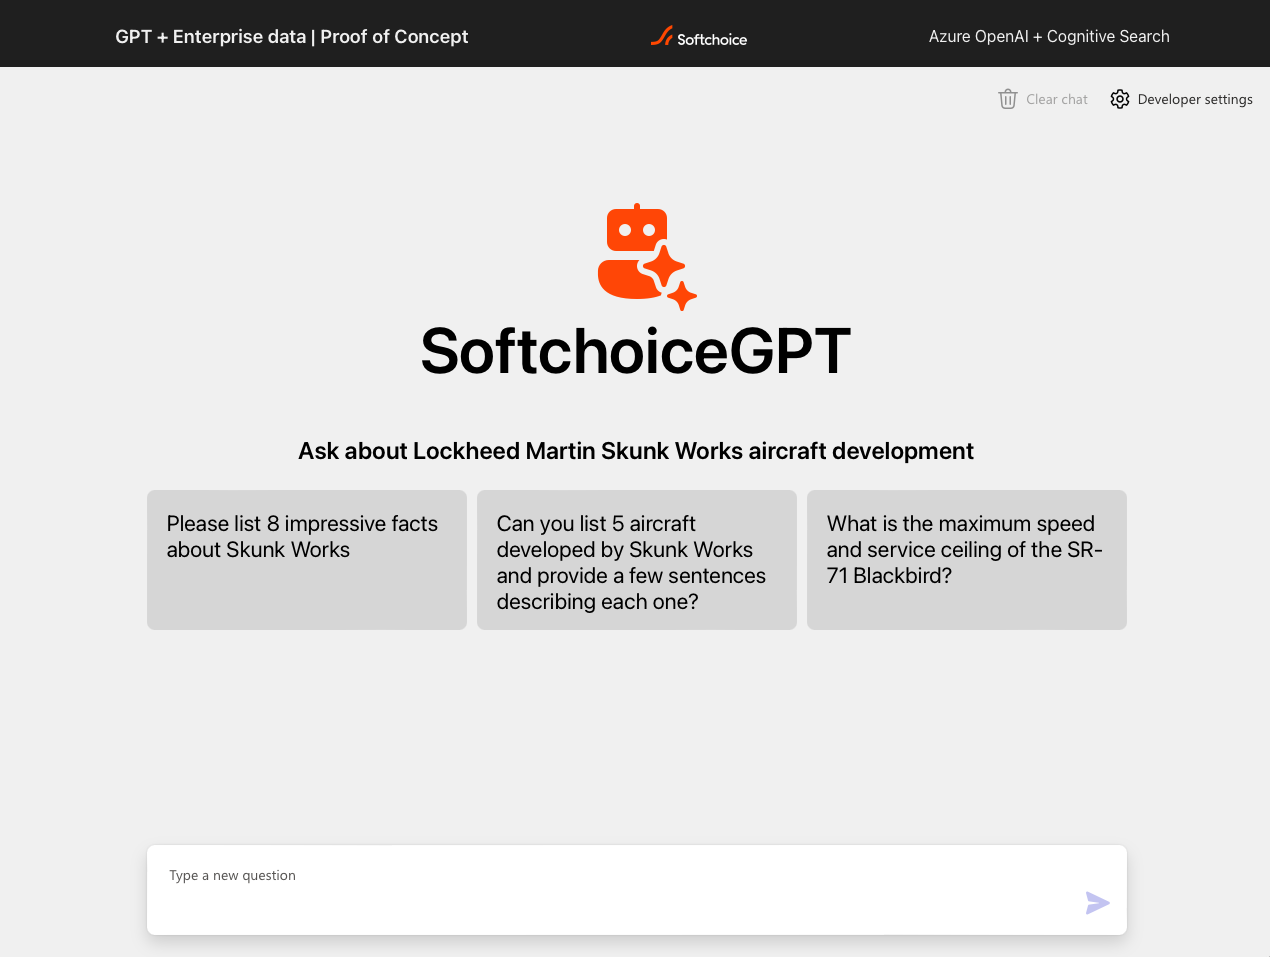 GPT + Enterprise data | Proof of Concept
Softchoice
Azure OpenAI + Cognitive Search
Clear chat
Developer settings
SoftchoiceGPT
Ask about Lockheed Martin Skunk Works aircraft development
Please list 8 impressive facts
about Skunk Works
Can you list 5 aircraft
developed by Skunk Works
and provide a few sentences
describing each one?
What is the maximum speed
and service ceiling of the SR-
71 Blackbird?
Type a new question